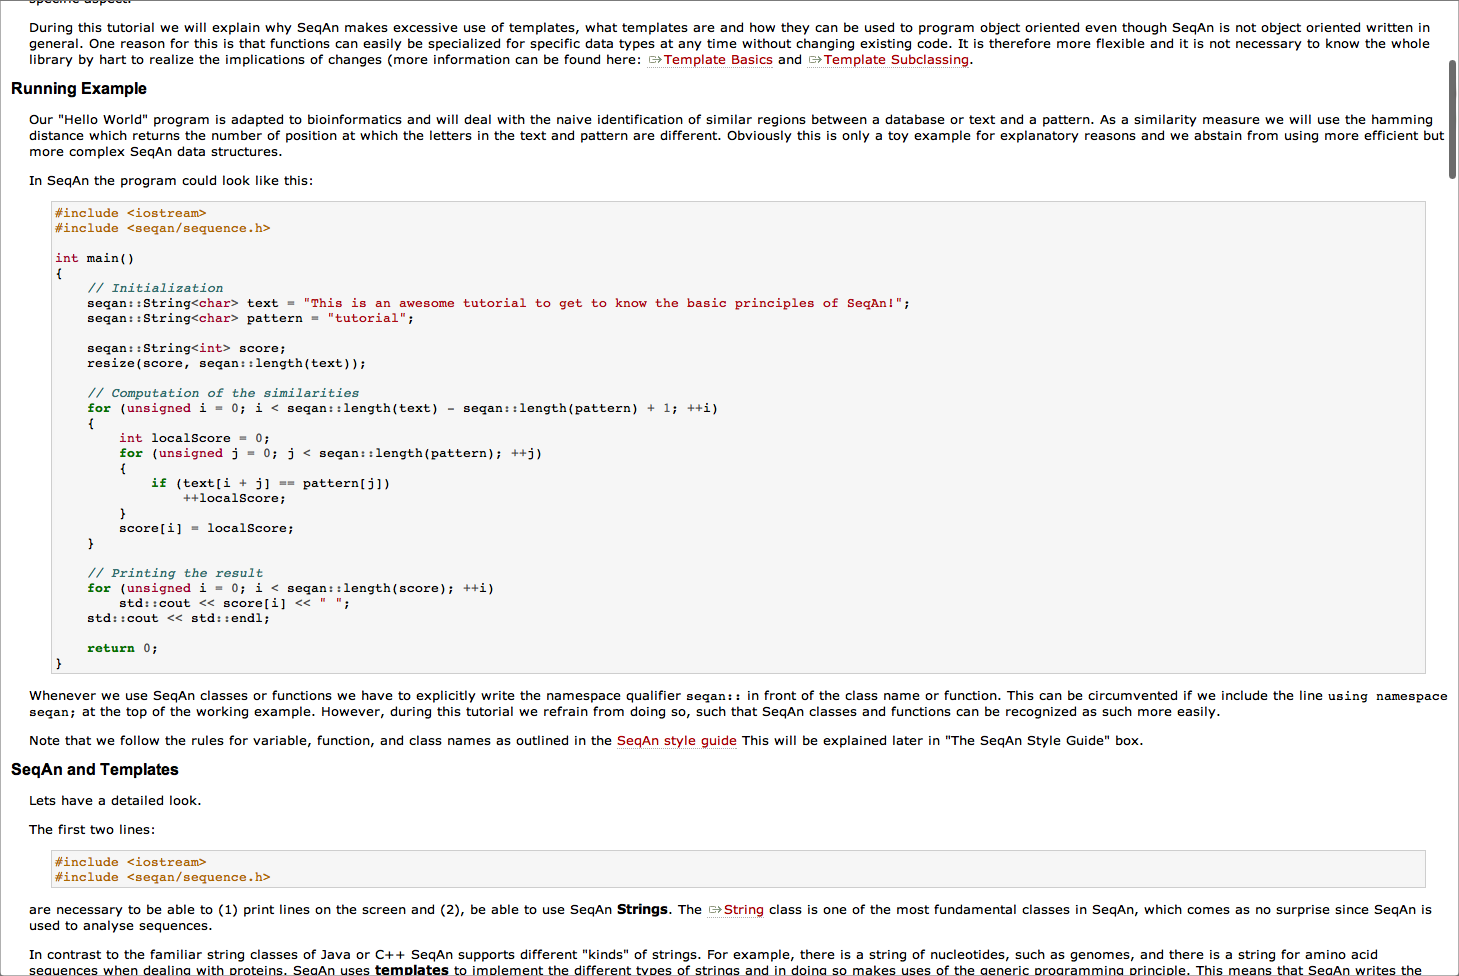 specific aspect.
During this tutorial we will explain why SeqAn makes excessive use of templates, what templates are and how they can be used to program object oriented even though SeqAn is not object oriented written in
general. One reason for this is that functions can easily be specialized for specific data types at any time without changing existing code. It is therefore more flexible and it is not necessary to know the whole
library by hart to realize the implications of changes (more information can be found here: Template Basics and Template Subclassing.
Running Example
Our "Hello World" program is adapted to bioinformatics and will deal with the naive identification of similar regions between a database or text and a pattern. As a similarity measure we will use the hamming
distance which returns the number of position at which the letters in the text and pattern are different. Obviously this is only a toy example for explanatory reasons and we abstain from using more efficient but
more complex SeqAn data structures.
In SeqAn the program could look like this:
#include <iostream>
#include <seqan/sequence.h>
int main()
{
    // Initialization
    seqan::String<char> text = "This is an awesome tutorial to get to know the basic principles of SeqAn!";
    seqan::String<char> pattern = "tutorial";
    seqan::String<int> score;
    resize(score, seqan::length(text));
    // Computation of the similarities
    for (unsigned i = 0; i < seqan::length(text) - seqan::length(pattern) + 1; ++i)
    {
        int localScore = 0;
        for (unsigned j = 0; j < seqan::length(pattern); ++j)
        {
            if (text[i + j] == pattern[j])
                ++localScore;
        }
        score[i] = localScore;
    }
    // Printing the result
    for (unsigned i = 0; i < seqan::length(score); ++i)
        std::cout << score[i] << " ";
    std::cout << std::endl;
    return 0;
}
Whenever we use SeqAn classes or functions we have to explicitly write the namespace qualifier seqan:: in front of the class name or function. This can be circumvented if we include the line using namespace
seqan; at the top of the working example. However, during this tutorial we refrain from doing so, such that SeqAn classes and functions can be recognized as such more easily.
Note that we follow the rules for variable, function, and class names as outlined in the SeqAn style guide This will be explained later in "The SeqAn Style Guide" box.
SeqAn and Templates
Lets have a detailed look.
The first two lines:
#include <iostream>
#include <seqan/sequence.h>
are necessary to be able to (1) print lines on the screen and (2), be able to use SeqAn Strings. The String class is one of the most fundamental classes in SeqAn, which comes as no surprise since SeqAn is
used to analyse sequences.
In contrast to the familiar string classes of Java or C++ SeqAn supports different "kinds" of strings. For example, there is a string of nucleotides, such as genomes, and there is a string for amino acid
sequences when dealing with proteins. SeqAn uses templates to implement the different types of strings and in doing so makes uses of the generic programming principle. This means that SeqAn writes the